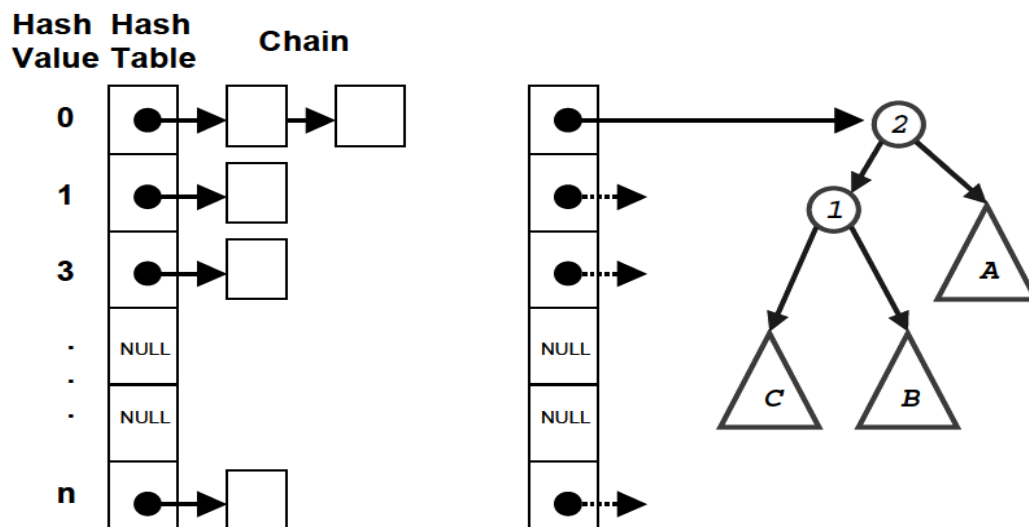 Hash Hash
Value Table
Chain
0
2
1
1
3
A
.
NULL
NULL
.
C
B
.
NULL
NULL
n